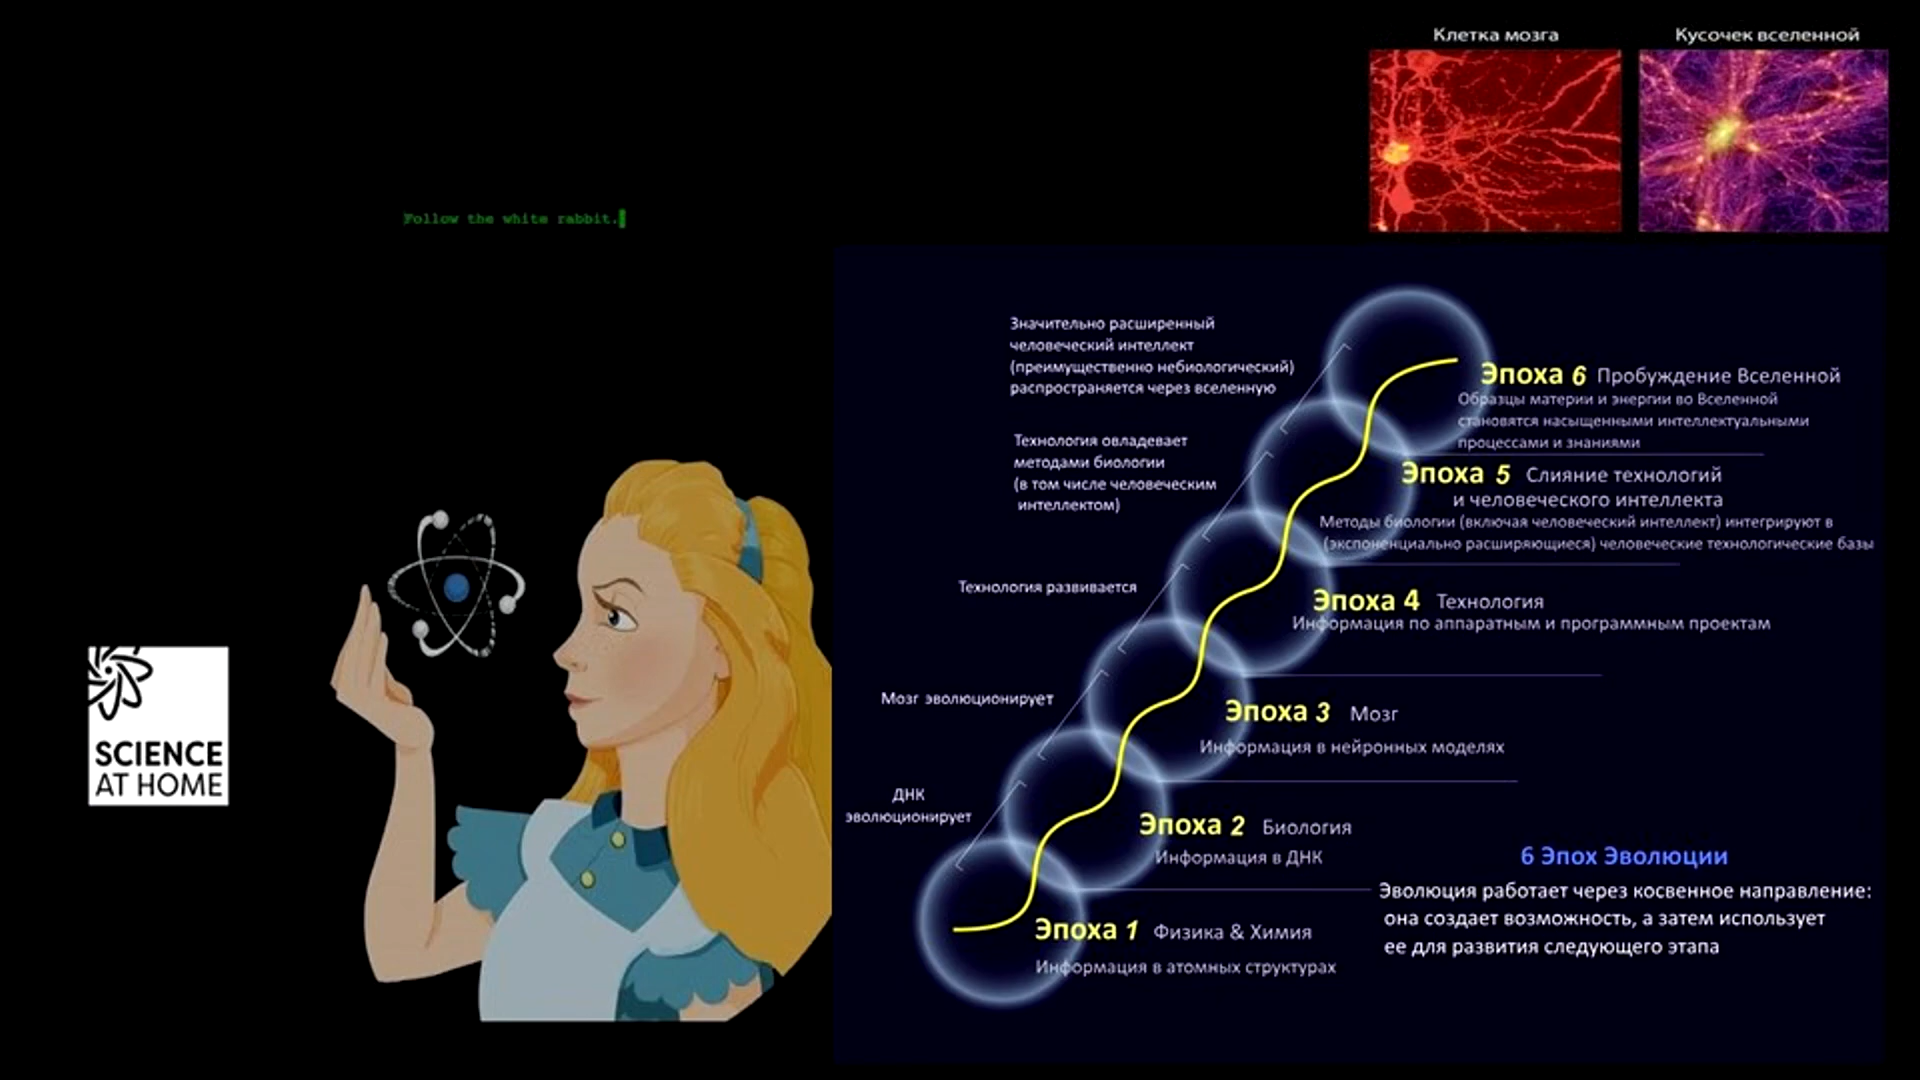 Клетка мозга
Кусочек вселенной
Follow the white rabbit.
SCIENCE
AT HOME
Значительно расширенный
человеческий интеллект
(преимущественно небиологический)
распространяется через вселенную
Эпоха 6 Пробуждение Вселенной
Образцы материи и энергии во Вселенной
становятся насыщенными интеллектуальными
процессами и знаниями
Технология овладевает
методами биологии
(в том числе человеческим
интеллектом)
Эпоха 5 Слияние технологий
и человеческого интеллекта
Методы биологии (включая человеческий интеллект) интегрируют в
(экспоненциально расширяющиеся) человеческие технологические базы
Технология развивается
Эпоха 4 Технология
Информация по аппаратным и программным проектам
Мозг эволюционирует
Эпоха 3 Мозг
Информация в нейронных моделях
ДНК
эволюционирует
Эпоха 2 Биология
Информация в ДНК
Эпоха 1 Физика & Химия
Информация в атомных структурах
6 Эпох Эволюции
Эволюция работает через косвенное направление:
она создает возможность, а затем использует
ее для развития следующего этапа